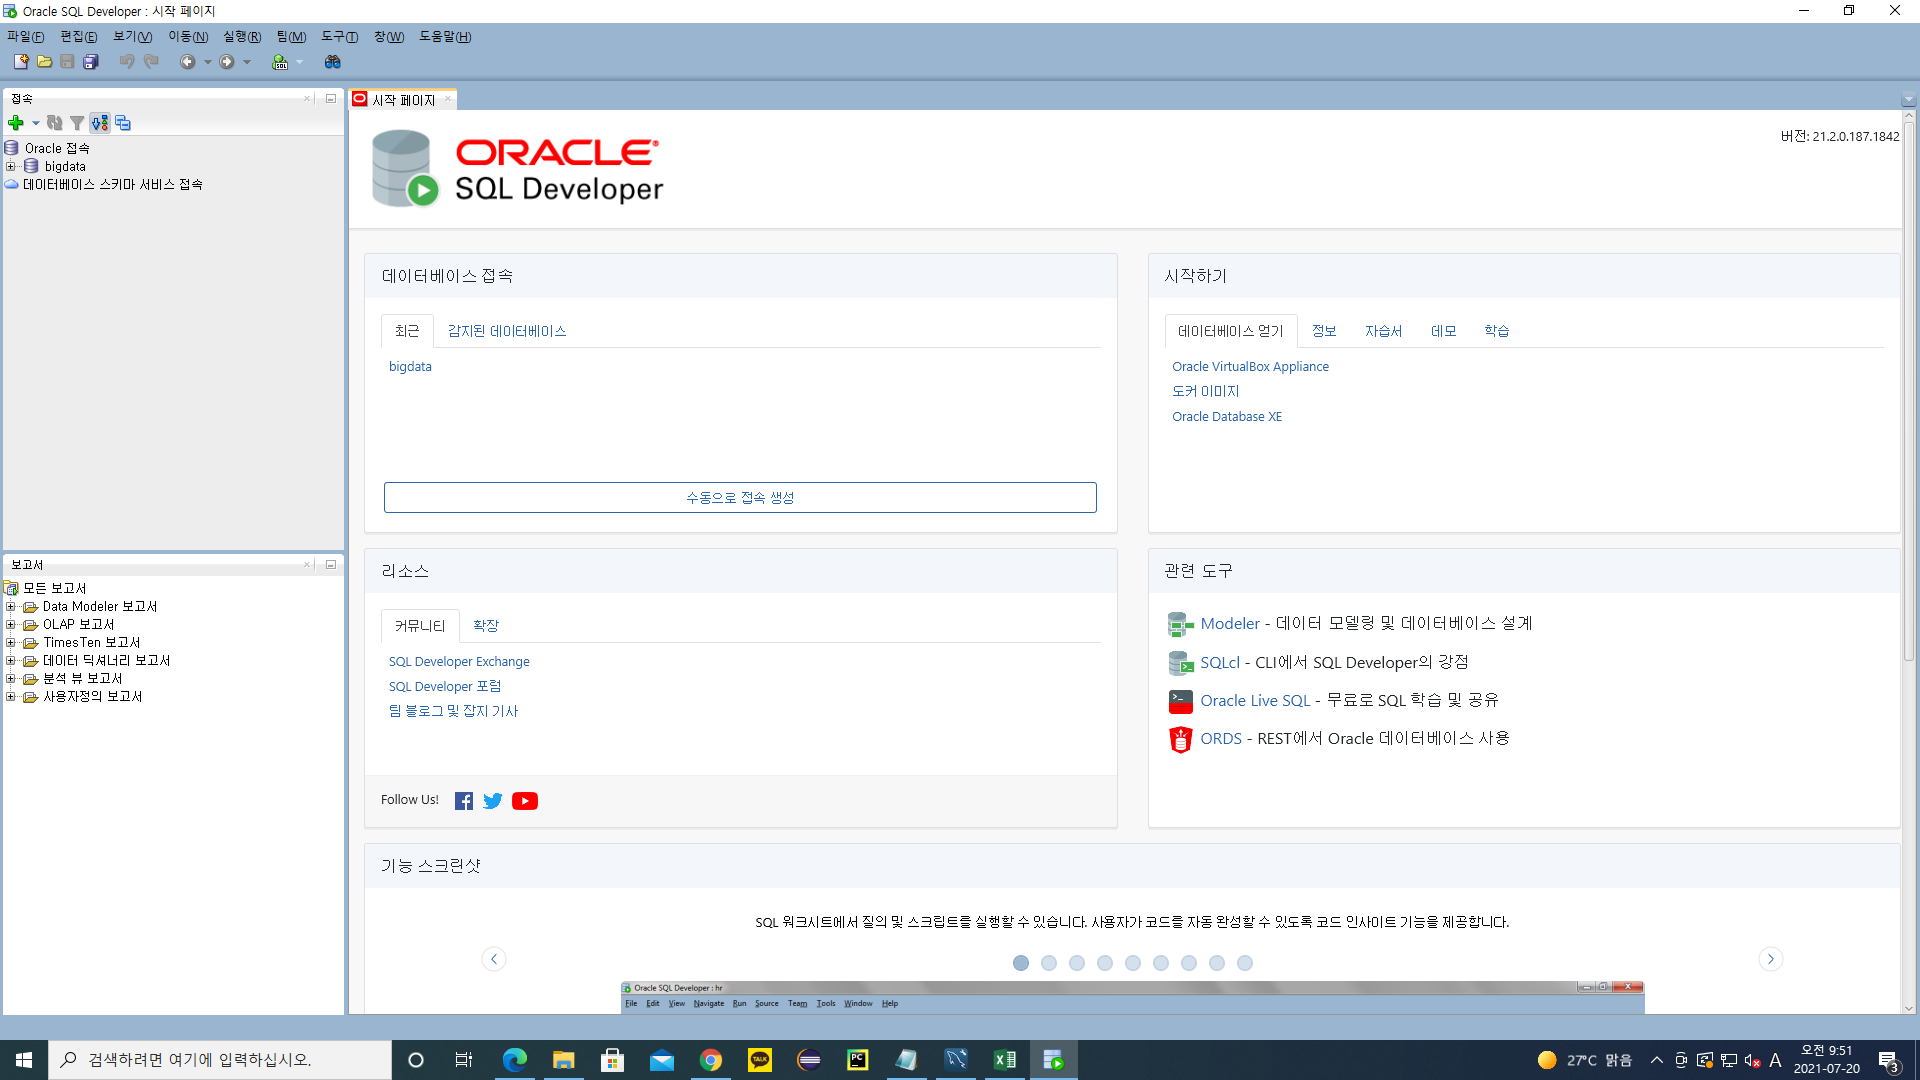 Oracle SQL Developer : 시작 페이지
파일(F) 편집(E) 보기(V) 이동(N) 실행(R) 팀(M) 도구(T) 창(W) 도움말(H)
접속
Oracle 접속
bigdata
데이터베이스 스키마 서비스 접속
보고서
모든 보고서
Data Modeler 보고서
OLAP 보고서
TimesTen 보고서
데이터 딕셔너리 보고서
분석 뷰 보고서
사용자정의 보고서
시작 페이지
ORACLE
SQL Developer
버전: 21.2.0.187.1842
데이터베이스 접속
최근 감지된 데이터베이스
bigdata
수동으로 접속 생성
시작하기
데이터베이스 얻기 정보 자습서 데모 학습
Oracle VirtualBox Appliance
도커 이미지
Oracle Database XE
리소스
커뮤니티 확장
SQL Developer Exchange
SQL Developer 포럼
팀 블로그 및 잡지 기사
Follow Us!
관련 도구
Modeler - 데이터 모델링 및 데이터베이스 설계
SQLcl - CLI에서 SQL Developer의 강점
Oracle Live SQL - 무료로 SQL 학습 및 공유
ORDS - REST에서 Oracle 데이터베이스 사용
기능 스크린샷
SQL 워크시트에서 질의 및 스크립트를 실행할 수 있습니다. 사용자가 코드를 자동 완성할 수 있도록 코드 인사이트 기능을 제공합니다.
Oracle SQL Developer : hr
File Edit View Navigate Run Source Team Tools Window Help
검색하려면 여기에 입력하십시오.
TALK
PC
27°C 맑음
A
오전 9:51
2021-07-20
3